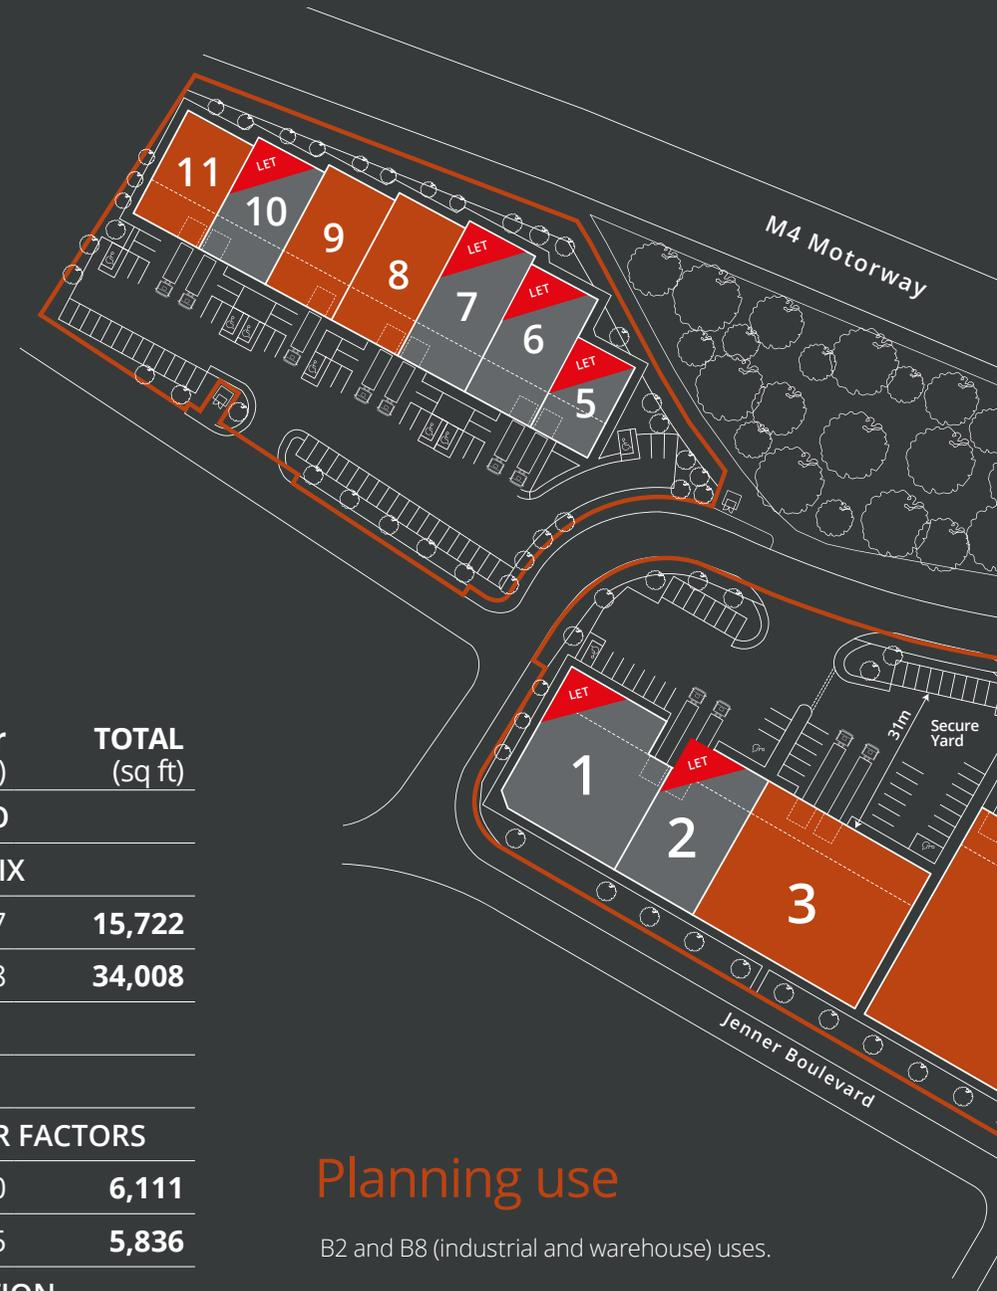 M4 Motorway
11
LET
10
9
8
LET
7
LET
6
LET
5
LET
1
LET
2
3
31m
Secure
Yard
Jenner Boulevard
TOTAL
(sq ft)
IX
15,722
34,008
R FACTORS
6,111
5,836
Planning use
B2 and B8 (industrial and warehouse) uses.